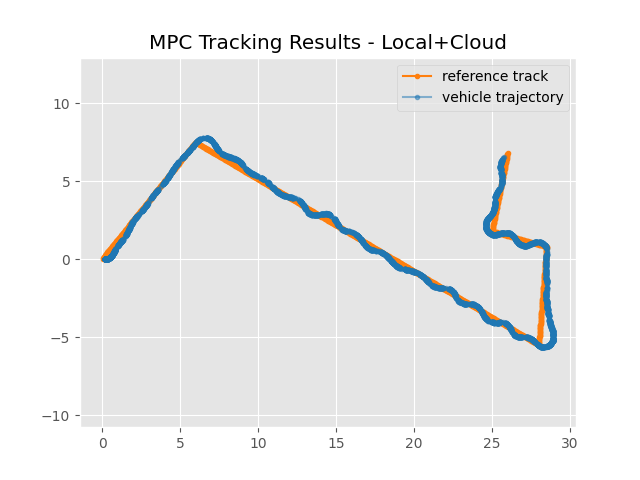 MPC Tracking Results - Local+Cloud
reference track
vehicle trajectory
10
5
0
−5
−10
0 5 10 15 20 25 30